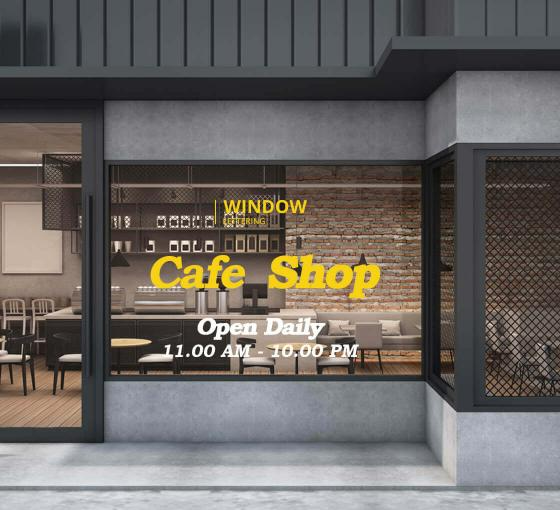 WINDOW
LETTERING
Cafe Shop
Open Daily
11.00 AM - 10.00 PM